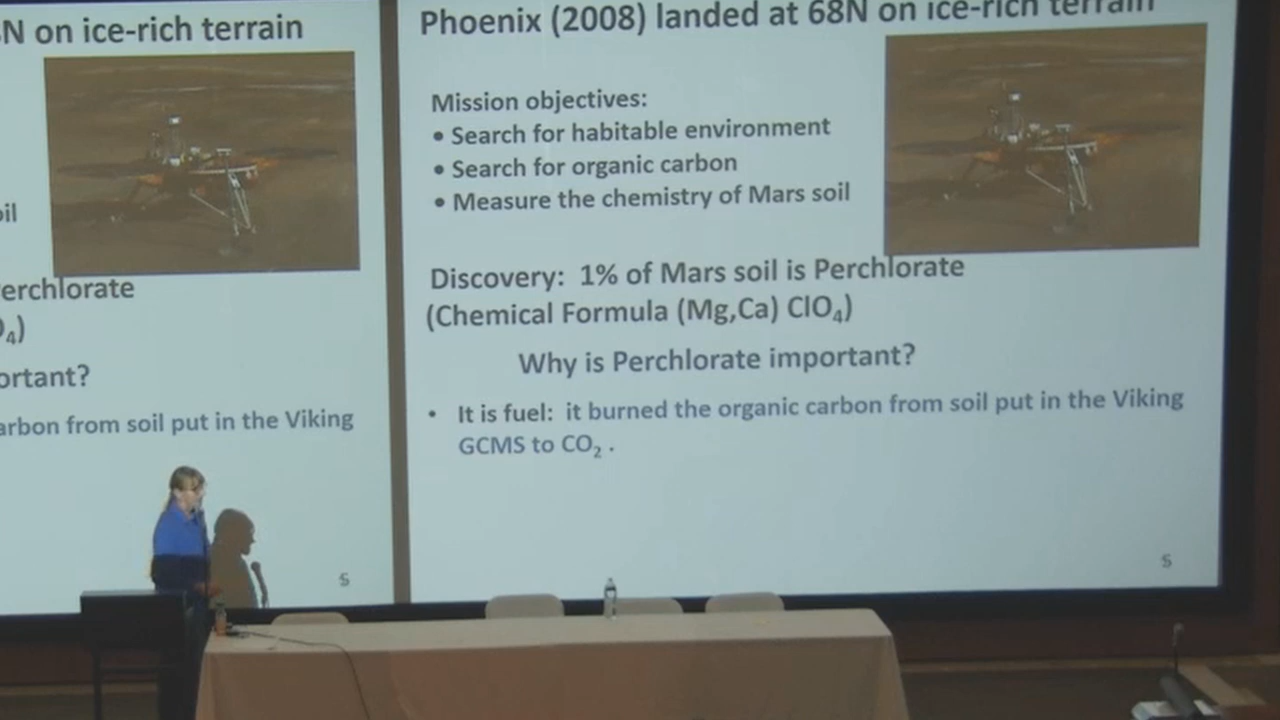 N on ice-rich terrain
oil
erchlorate
4)
ortant?
arbon from soil put in the Viking
5
Phoenix (2008) landed at 68N on ice-rich terrain
Mission objectives:
• Search for habitable environment
• Search for organic carbon
• Measure the chemistry of Mars soil
Discovery: 1% of Mars soil is Perchlorate
(Chemical Formula (Mg,Ca) ClO₄)
Why is Perchlorate important?
• It is fuel: it burned the organic carbon from soil put in the Viking
GCMS to CO₂ .
5